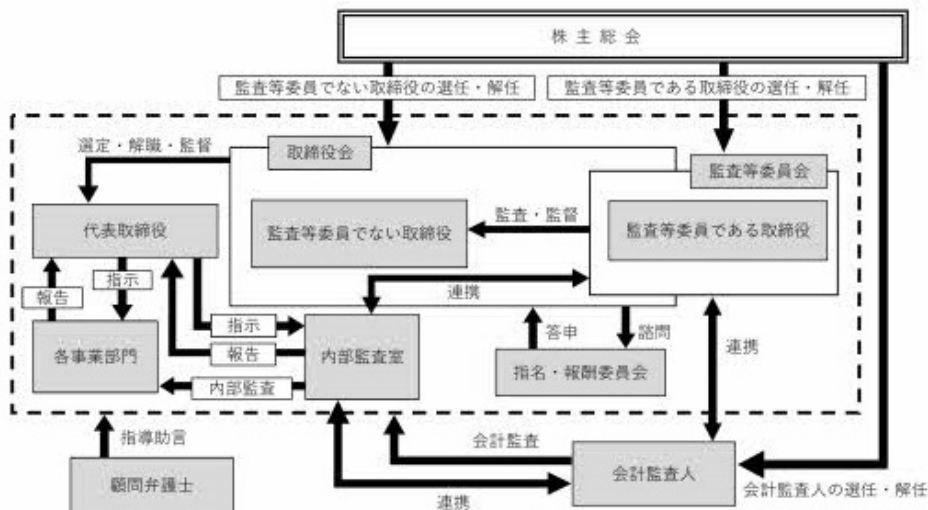 株主総会
監査等委員でない取締役の選任・解任
監査等委員である取締役の選任・解任
選定・解職・監督
取締役会
監査等委員会
代表取締役
監査等委員でない取締役
監査・監督
監査等委員である取締役
指示
報告
連携
指示
答申
諮問
連携
各事業部門
報告
内部監査室
指名・報酬委員会
内部監査
指導助言
会計監査
会計監査人
顧問弁護士
連携
会計監査人の選任・解任